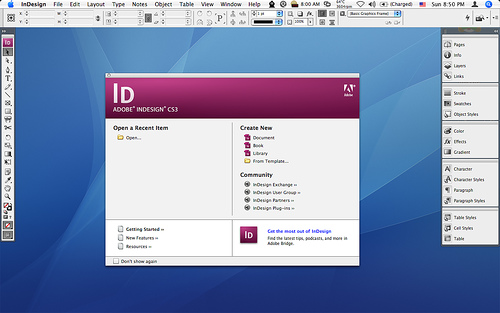 InDesign File Edit Layout Type Notes Object Table View Window Help 8:00 AM 64°F (Charged) Sun 8:50 PM
X: W:
Y: H:
1 pt
[Basic Graphics Frame]
100%
Id
ADOBE® INDESIGN® CS3
Adobe
Open a Recent Item
Open...
Create New
Document
Book
Library
From Template...
Community
InDesign Exchange »
InDesign User Group »
InDesign Partners »
InDesign Plug-ins »
Getting Started »
New Features »
Resources »
Id
Get the most out of InDesign
Find the latest tips, podcasts, and more in
Adobe Bridge.
Don't show again
Id
Pages
Info
Layers
Links
Stroke
Swatches
Object Styles
Color
Effects
Gradient
Character
Character Styles
Paragraph
Paragraph Styles
Table Styles
Cell Styles
Table